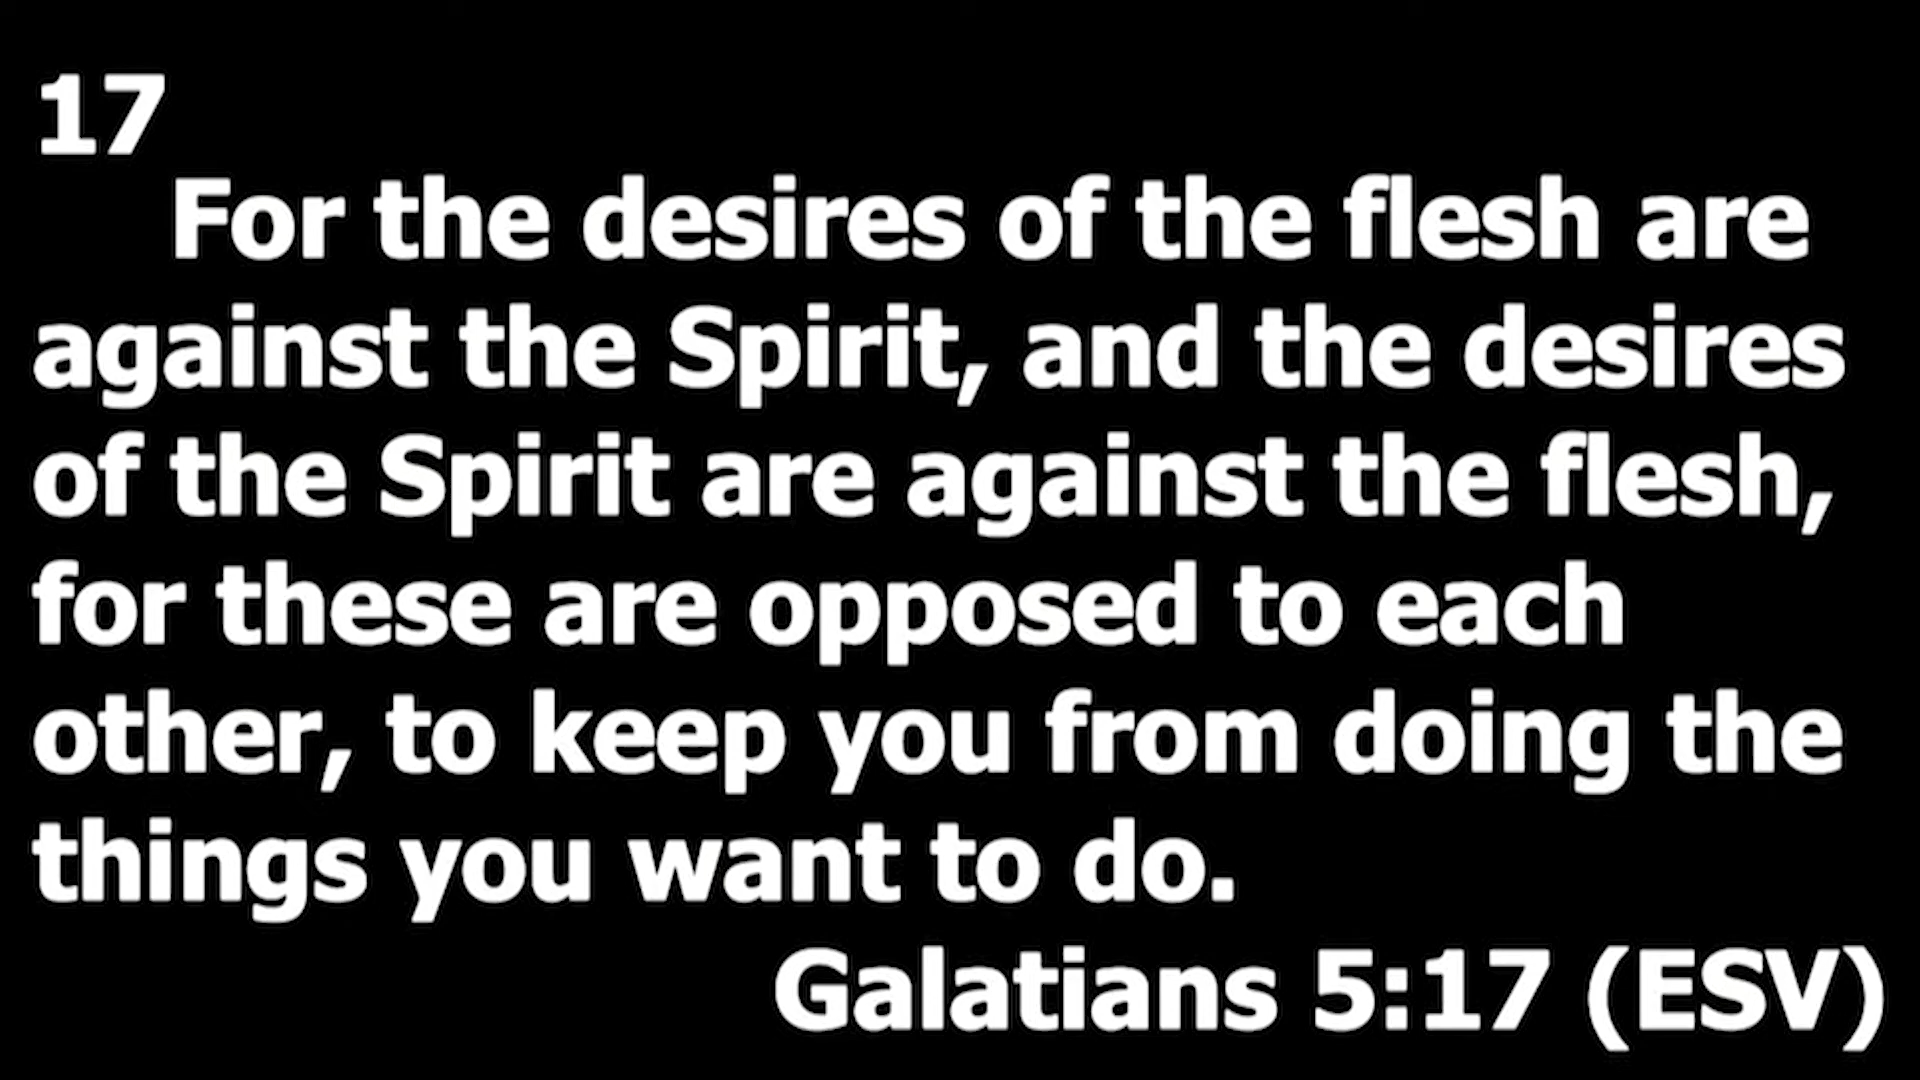 17
For the desires of the flesh are
against the Spirit, and the desires
of the Spirit are against the flesh,
for these are opposed to each
other, to keep you from doing the
things you want to do.
Galatians 5:17 (ESV)